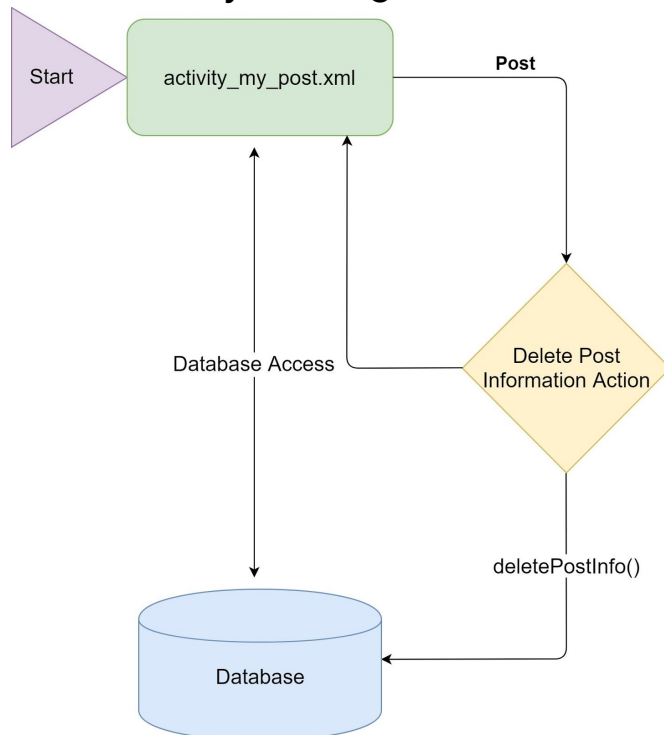 Start
activity_my_post.xml
Post
Database Access
Delete Post
Information Action
deletePostInfo()
Database